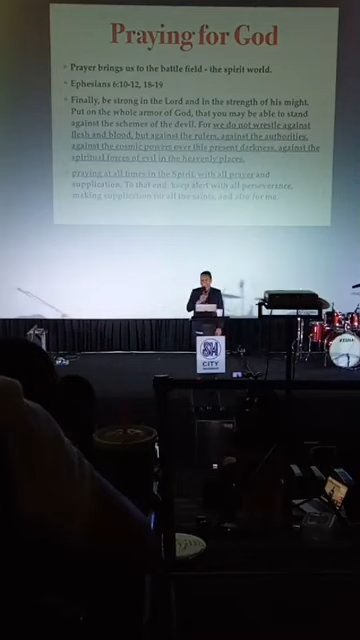 Praying for God
Prayer brings us to the battle field - the spirit world.
Ephesians 6:10-12, 18-19
Finally, be strong in the Lord and in the strength of his might.
Put on the whole armor of God, that you may be able to stand
against the schemes of the devil. For we do not wrestle against
flesh and blood, but against the rulers, against the authorities,
against the cosmic powers over this present darkness, against the
spiritual forces of evil in the heavenly places.
praying at all times in the Spirit, with all prayer and
supplication. To that end, keep alert with all perseverance,
making supplication for all the saints, and also for me.
SM
CITY
TAMA